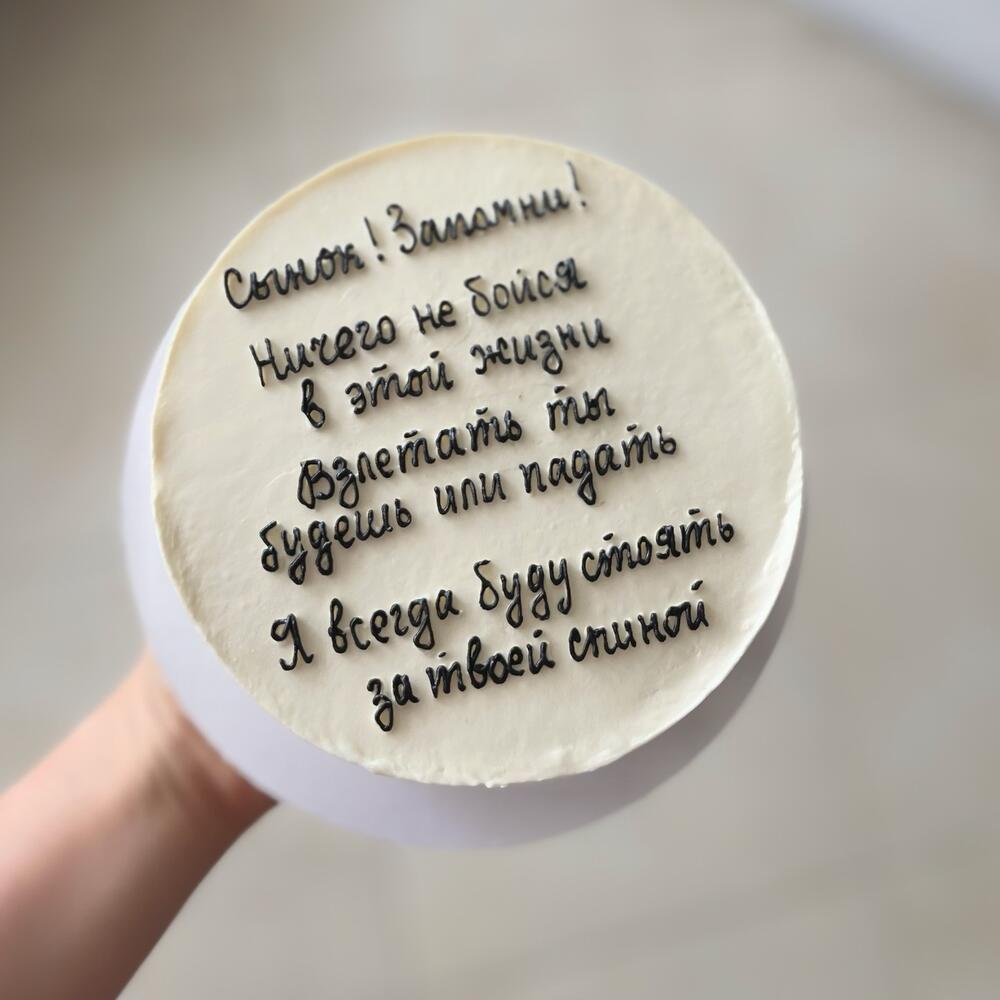 Сынок! Запомни!
Ничего не бойся
в этой жизни
Взлетать ты
будешь или падать
Я всегда буду стоять
за твоей спиной